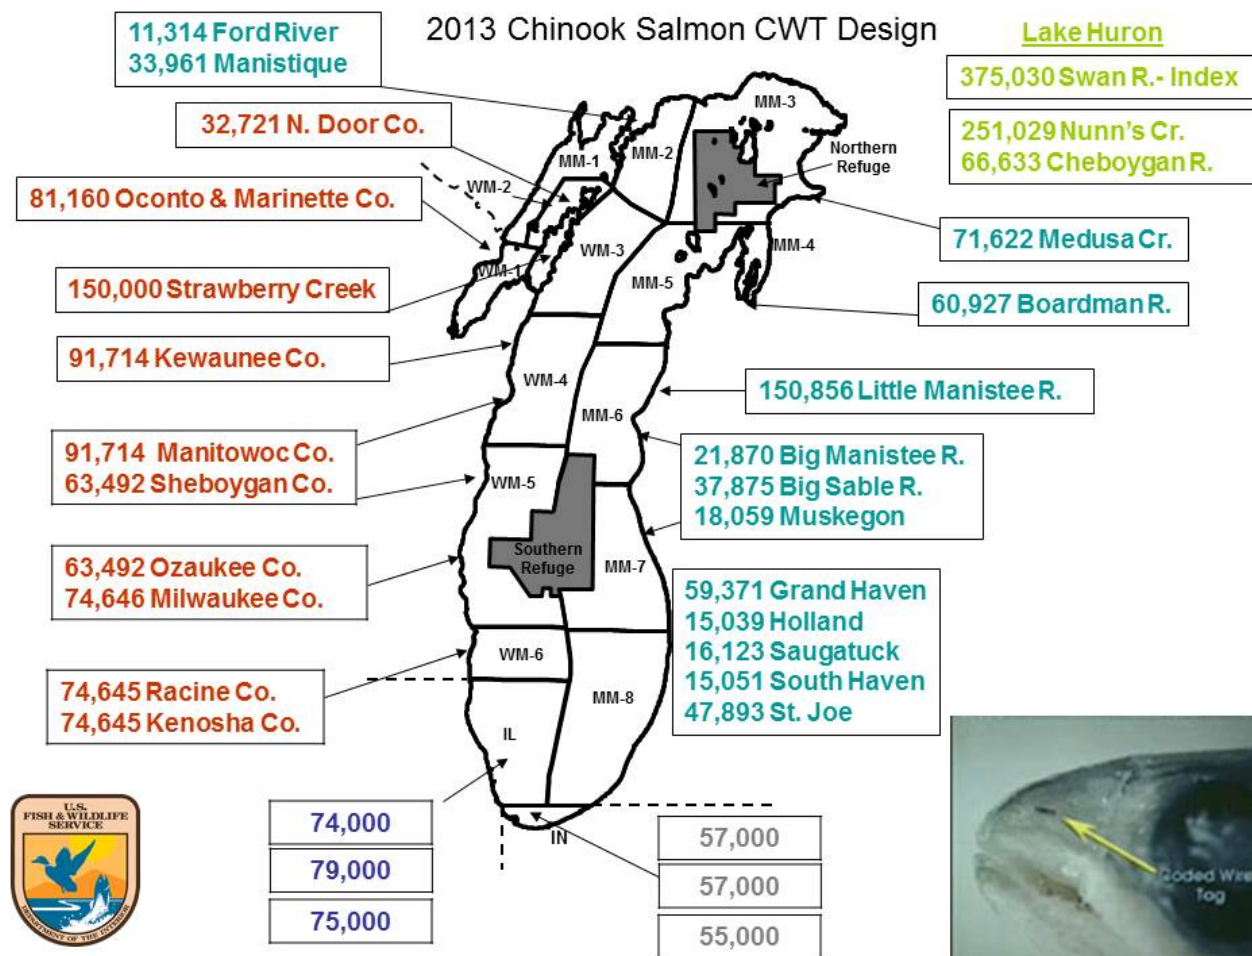 2013 Chinook Salmon CWT Design
11,314 Ford River
33,961 Manistique
32,721 N. Door Co.
81,160 Oconto & Marinette Co.
150,000 Strawberry Creek
91,714 Kewaunee Co.
91,714 Manitowoc Co.
63,492 Sheboygan Co.
63,492 Ozaukee Co.
74,646 Milwaukee Co.
74,645 Racine Co.
74,645 Kenosha Co.
Lake Huron
375,030 Swan R.- Index
251,029 Nunn's Cr.
66,633 Cheboygan R.
71,622 Medusa Cr.
60,927 Boardman R.
150,856 Little Manistee R.
21,870 Big Manistee R.
37,875 Big Sable R.
18,059 Muskegon
59,371 Grand Haven
15,039 Holland
16,123 Saugatuck
15,051 South Haven
47,893 St. Joe
MM-3
MM-2
MM-1
Northern
Refuge
WM-2
WM-1
WM-3
MM-4
MM-5
WM-4
MM-6
WM-5
Southern
Refuge
MM-7
WM-6
MM-8
IL
IN
74,000
79,000
75,000
57,000
57,000
55,000
U.S.
FISH & WILDLIFE
SERVICE
DEPARTMENT OF THE INTERIOR
Coded Wire
Tag